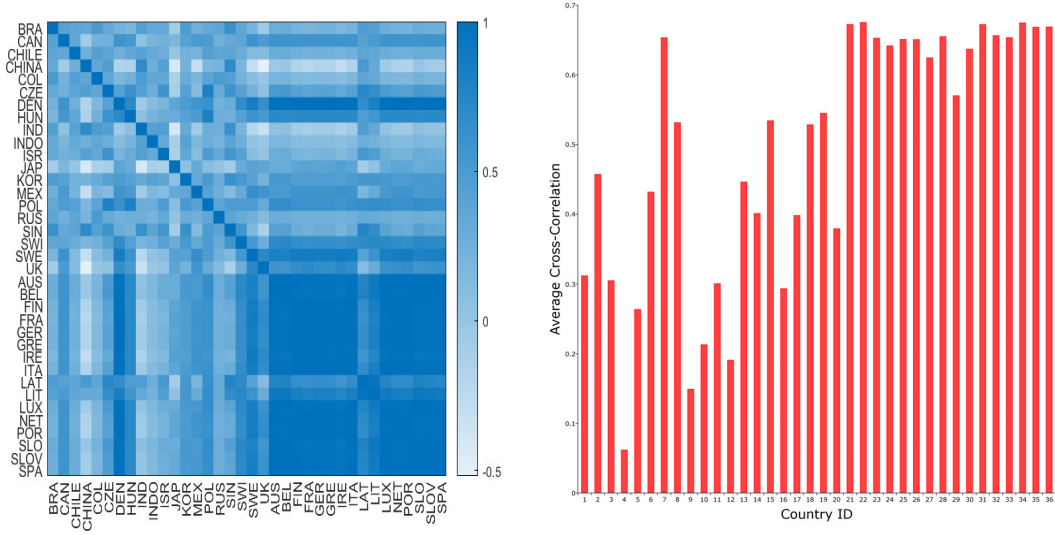 BRA
CAN
CHILE
CHINA
COL
CZE
DEN
HUN
IND
INDO
ISR
JAP
KOR
MEX
POL
RUS
SIN
SWI
SWE
UK
AUS
BEL
FIN
FRA
GER
GRE
IRE
ITA
LAT
LIT
LUX
NET
POR
SLO
SLOV
SPA
BRA CAN CHILE CHINA COL CZE DEN HUN IND INDO ISR JAP KOR MEX POL RUS SIN SWI SWE UK AUS BEL FIN FRA GER GRE IRE ITA LAT LIT LUX NET POR SLO SLOV SPA
1
0.5
0
-0.5
Average Cross-Correlation
0.7
0.6
0.5
0.4
0.3
0.2
0.1
0
1 2 3 4 5 6 7 8 9 10 11 12 13 14 15 16 17 18 19 20 21 22 23 24 25 26 27 28 29 30 31 32 33 34 35 36
Country ID